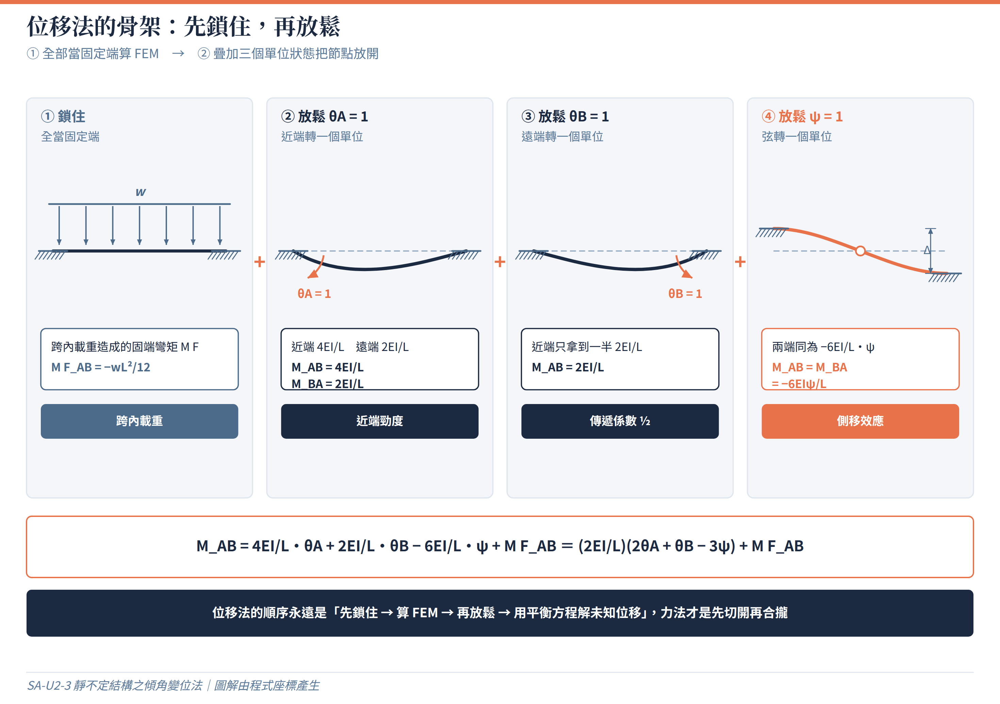 位移法的骨架：先鎖住，再放鬆
① 全部當固定端算 FEM → ② 疊加三個單位狀態把節點放開
① 鎖住
全當固定端
w
跨內載重造成的固端彎矩 M F
M F_AB = −wL²/12
跨內載重
+
② 放鬆 θA = 1
近端轉一個單位
θA = 1
近端 4EI/L 遠端 2EI/L
M_AB = 4EI/L
M_BA = 2EI/L
近端勁度
+
③ 放鬆 θB = 1
遠端轉一個單位
θB = 1
近端只拿到一半 2EI/L
M_AB = 2EI/L
傳遞係數 ½
+
④ 放鬆 ψ = 1
弦轉一個單位
Δ
兩端同為 −6EI/L・ψ
M_AB = M_BA
= −6EIψ/L
側移效應
M_AB = 4EI/L・θA + 2EI/L・θB − 6EI/L・ψ + M F_AB ＝ (2EI/L)(2θA + θB − 3ψ) + M F_AB
位移法的順序永遠是「先鎖住 → 算 FEM → 再放鬆 → 用平衡方程解未知位移」，力法才是先切開再合攏
SA-U2-3 靜不定結構之傾角變位法｜圖解由程式座標產生